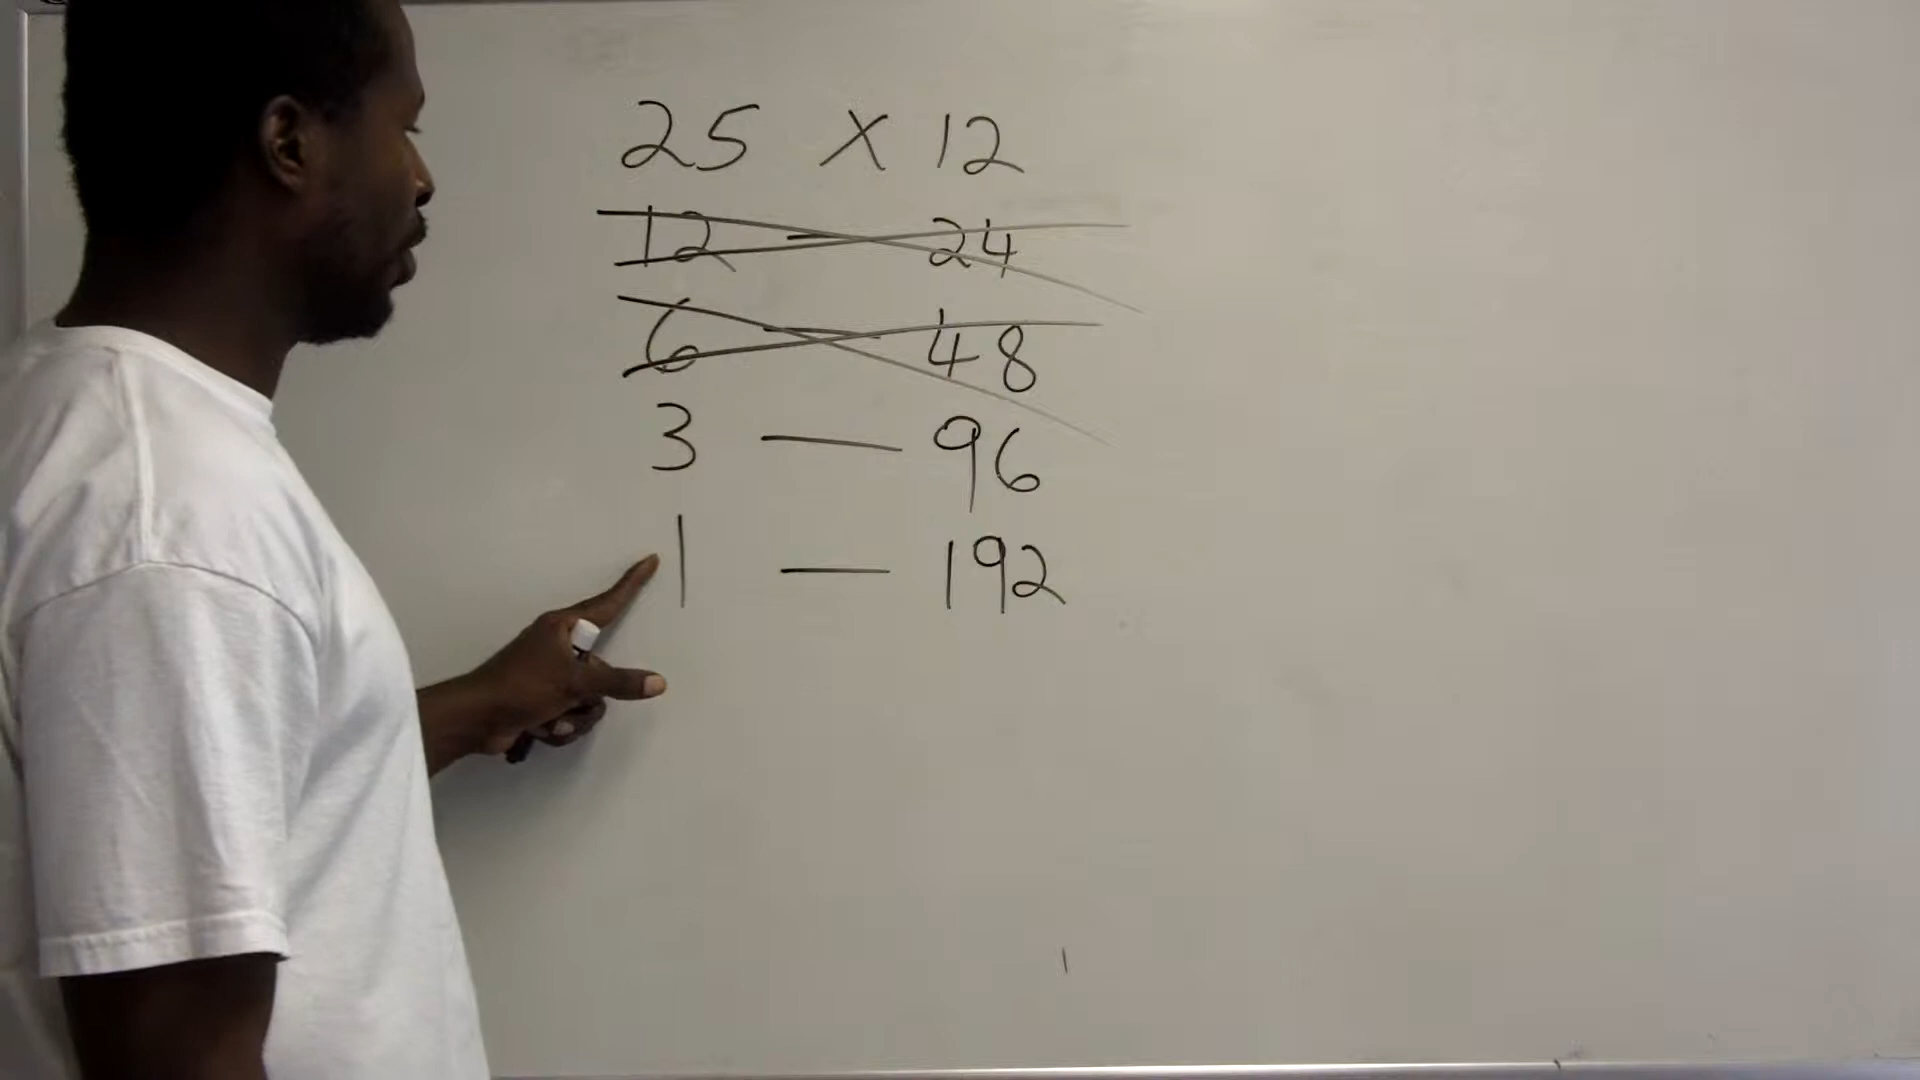 25 X 12
12 — 24
6 — 48
3 — 96
1 — 192